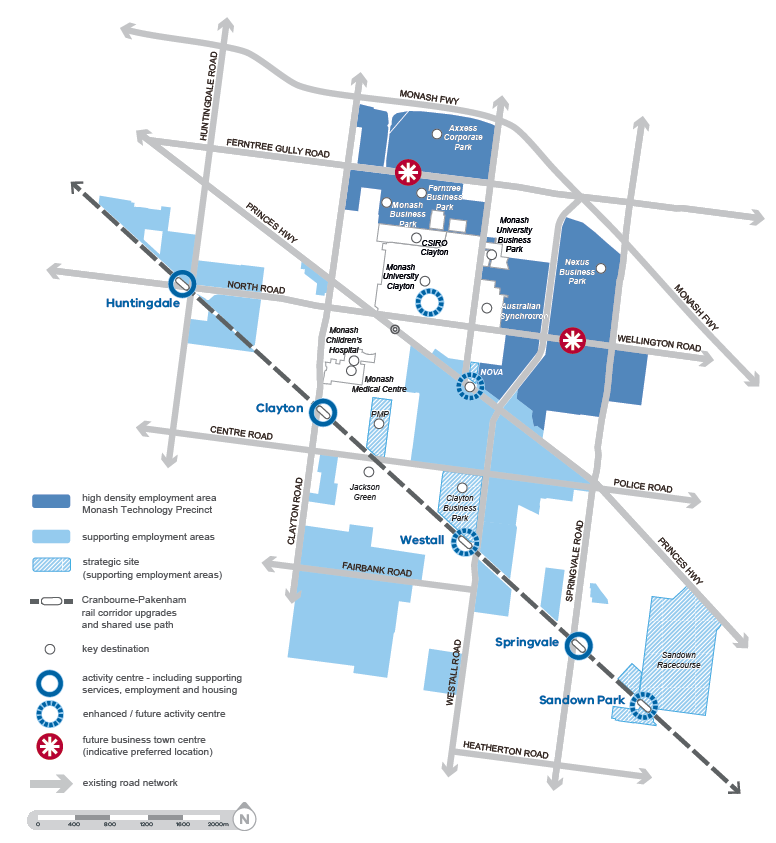 MONASH FWY
HUNTINGDALE ROAD
Axxess
Corporate
Park
FERNTREE GULLY ROAD
Ferntree
Business
Park
Monash
Business
Park
PRINCES HWY
Monash
University
Business
Park
CSIRO
Clayton
Nexus
Business
Park
Monash
University
Clayton
NORTH ROAD
Huntingdale
MONASH FWY
Australian
Synchrotron
Monash
Children's
Hospital
WELLINGTON ROAD
NOVA
Monash
Medical Centre
Clayton
PMP
CENTRE ROAD
POLICE ROAD
Jackson
Green
Clayton
Business
Park
CLAYTON ROAD
Westall
SPRINGVALE ROAD
PRINCES HWY
FAIRBANK ROAD
Springvale
WESTALL ROAD
Sandown
Racecourse
Sandown Park
HEATHERTON ROAD
high density employment area
Monash Technology Precinct
supporting employment areas
strategic site
(supporting employment areas)
Cranbourne-Pakenham
rail corridor upgrades
and shared use path
key destination
activity centre - including supporting
services, employment and housing
enhanced / future activity centre
future business town centre
(indicative preferred location)
existing road network
0 400 800 1200 1600 2000m
N